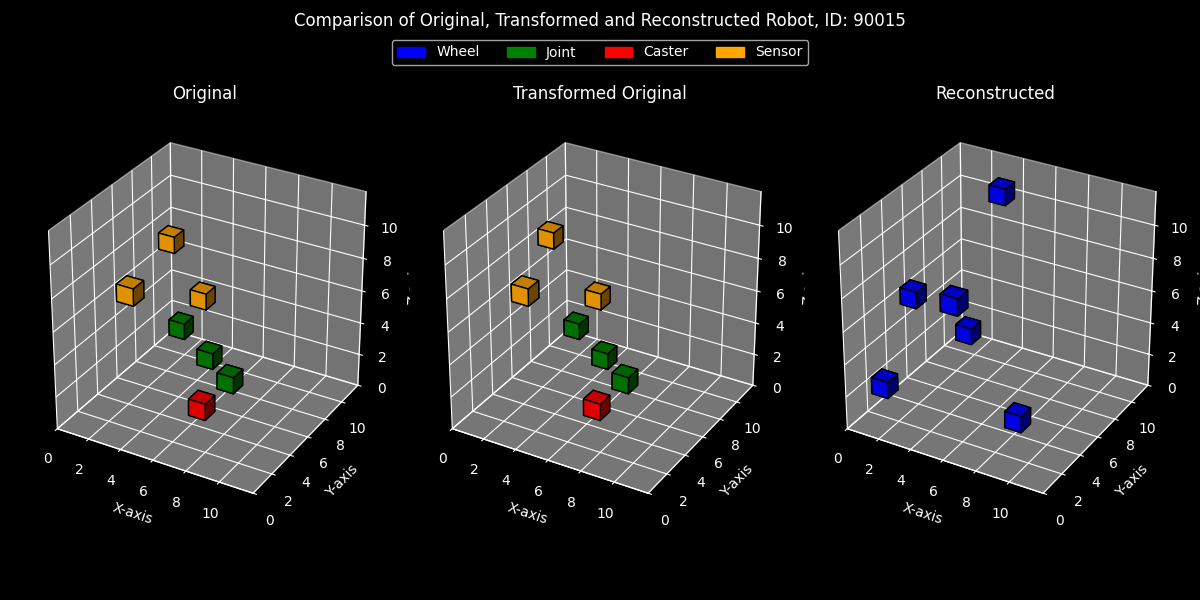 Comparison of Original, Transformed and Reconstructed Robot, ID: 90015
Wheel Joint Caster Sensor
Original
Transformed Original
Reconstructed
0 2 4 6 8 10
X-axis
0 2 4 6 8 10
Y-axis
0 2 4 6 8 10
0 2 4 6 8 10
X-axis
0 2 4 6 8 10
Y-axis
0 2 4 6 8 10
0 2 4 6 8 10
X-axis
0 2 4 6 8 10
Y-axis
0 2 4 6 8 10